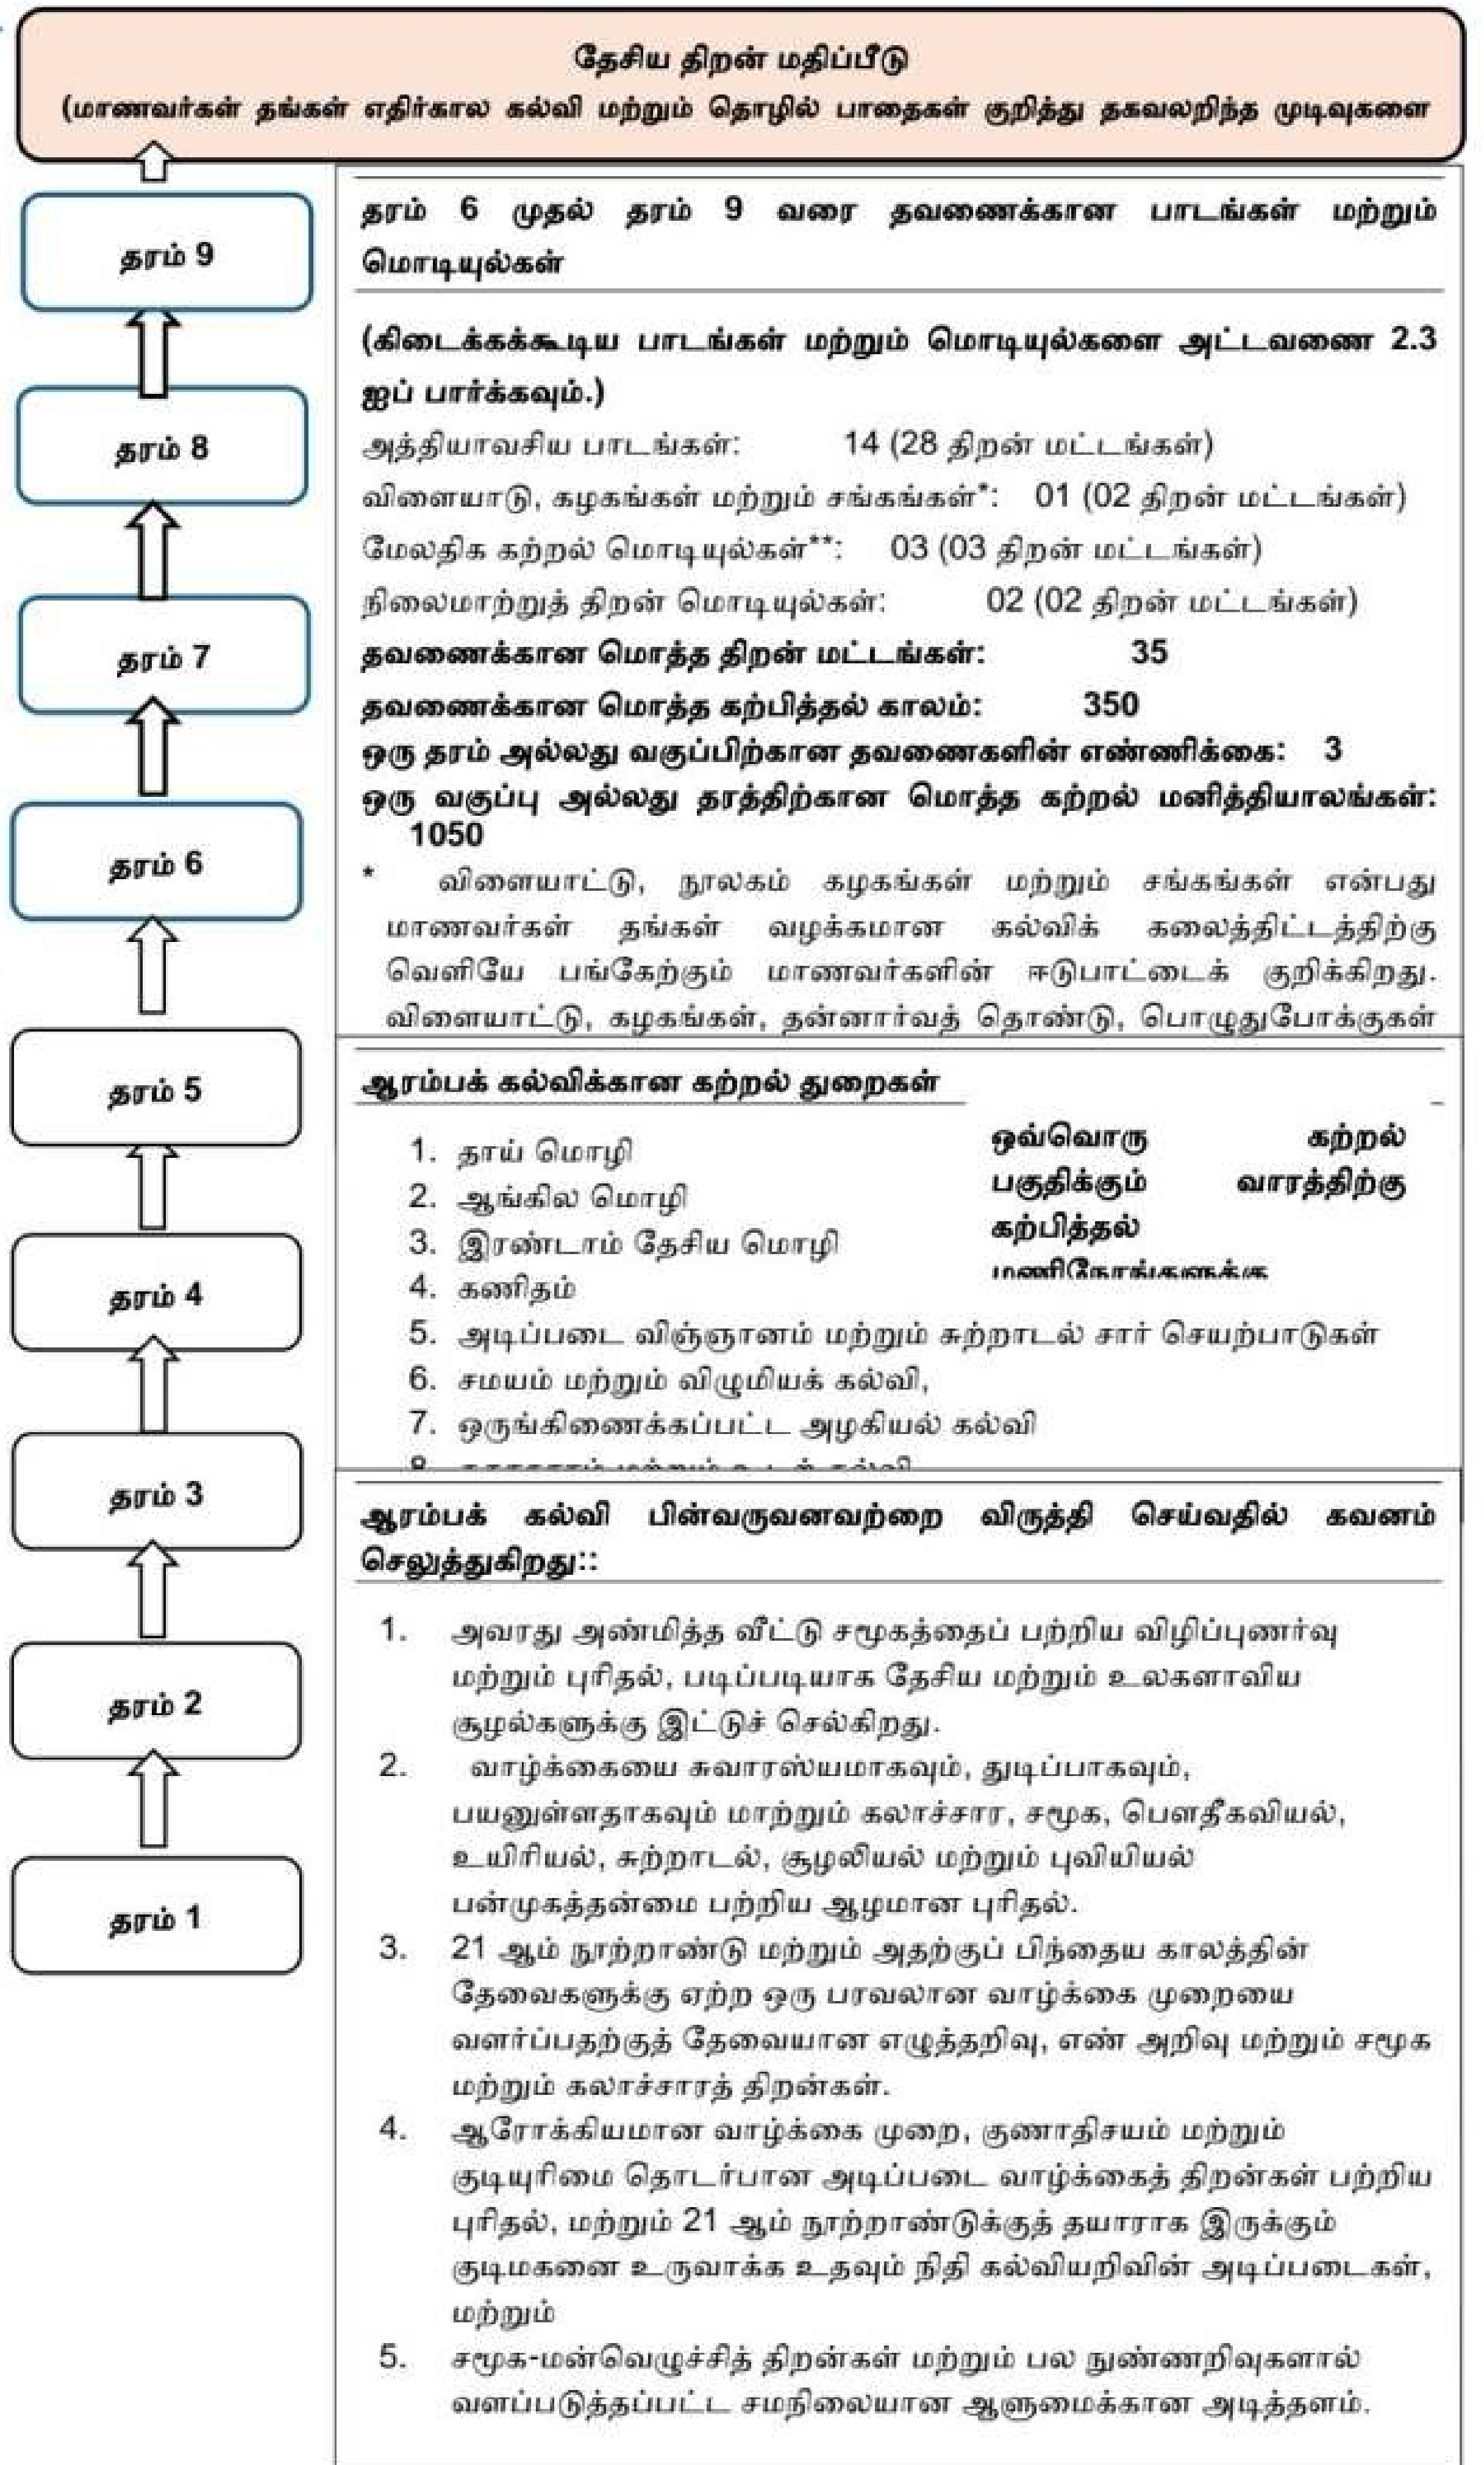 தேசிய திறன் மதிப்பீடு
(மாணவர்கள் தங்கள் எதிர்கால கல்வி மற்றும் தொழில் பாதைகள் குறித்து தகவலறிந்த முடிவுகளை
தரம் 9
தரம் 8
தரம் 7
தரம் 6
தரம் 5
தரம் 4
தரம் 3
தரம் 2
தரம் 1
தரம் 6 முதல் தரம் 9 வரை தவணைக்கான பாடங்கள் மற்றும்
மொடியுல்கள்
(கிடைக்கக்கூடிய பாடங்கள் மற்றும் மொடியுல்களை அட்டவணை 2.3
ஐப் பார்க்கவும்.)
அத்தியாவசிய பாடங்கள்: 14 (28 திறன் மட்டங்கள்)
விளையாடு, கழகங்கள் மற்றும் சங்கங்கள்*: 01 (02 திறன் மட்டங்கள்)
மேலதிக கற்றல் மொடியுல்கள்**: 03 (03 திறன் மட்டங்கள்)
நிலைமாற்றுத் திறன் மொடியுல்கள்: 02 (02 திறன் மட்டங்கள்)
தவணைக்கான மொத்த திறன் மட்டங்கள்: 35
தவணைக்கான மொத்த கற்பித்தல் காலம்: 350
ஒரு தரம் அல்லது வகுப்பிற்கான தவணைகளின் எண்ணிக்கை: 3
ஒரு வகுப்பு அல்லது தரத்திற்கான மொத்த கற்றல் மனித்தியாலங்கள்:
1050
* விளையாட்டு, நூலகம் கழகங்கள் மற்றும் சங்கங்கள் என்பது
மாணவர்கள் தங்கள் வழக்கமான கல்விக் கலைத்திட்டத்திற்கு
வெளியே பங்கேற்கும் மாணவர்களின் ஈடுபாட்டைக் குறிக்கிறது.
விளையாட்டு, கழகங்கள், தன்னார்வத் தொண்டு, பொழுதுபோக்குகள்
ஆரம்பக் கல்விக்கான கற்றல் துறைகள்
1. தாய் மொழி
2. ஆங்கில மொழி
3. இரண்டாம் தேசிய மொழி
4. கணிதம்
5. அடிப்படை விஞ்ஞானம் மற்றும் சுற்றாடல் சார் செயற்பாடுகள்
6. சமயம் மற்றும் விழுமியக் கல்வி,
7. ஒருங்கிணைக்கப்பட்ட அழகியல் கல்வி
ஒவ்வொரு கற்றல்
பகுதிக்கும் வாரத்திற்கு
கற்பித்தல்
ஆரம்பக் கல்வி பின்வருவனவற்றை விருத்தி செய்வதில் கவனம்
செலுத்துகிறது::
1. அவரது அண்மித்த வீட்டு சமூகத்தைப் பற்றிய விழிப்புணர்வு
மற்றும் புரிதல், படிப்படியாக தேசிய மற்றும் உலகளாவிய
சூழல்களுக்கு இட்டுச் செல்கிறது.
2. வாழ்க்கையை சுவாரஸ்யமாகவும், துடிப்பாகவும்,
பயனுள்ளதாகவும் மாற்றும் கலாச்சார, சமூக, பௌதீகவியல்,
உயிரியல், சுற்றாடல், சூழலியல் மற்றும் புவியியல்
பன்முகத்தன்மை பற்றிய ஆழமான புரிதல்.
3. 21 ஆம் நூற்றாண்டு மற்றும் அதற்குப் பிந்தைய காலத்தின்
தேவைகளுக்கு ஏற்ற ஒரு பரவலான வாழ்க்கை முறையை
வளர்ப்பதற்குத் தேவையான எழுத்தறிவு, எண் அறிவு மற்றும் சமூக
மற்றும் கலாச்சாரத் திறன்கள்.
4. ஆரோக்கியமான வாழ்க்கை முறை, குணாதிசயம் மற்றும்
குடியுரிமை தொடர்பான அடிப்படை வாழ்க்கைத் திறன்கள் பற்றிய
புரிதல், மற்றும் 21 ஆம் நூற்றாண்டுக்குத் தயாராக இருக்கும்
குடிமகனை உருவாக்க உதவும் நிதி கல்வியறிவின் அடிப்படைகள்,
மற்றும்
5. சமூக-மன்வெழுச்சித் திறன்கள் மற்றும் பல நுண்ணறிவுகளால்
வளப்படுத்தப்பட்ட சமநிலையான ஆளுமைக்கான அடித்தளம்.